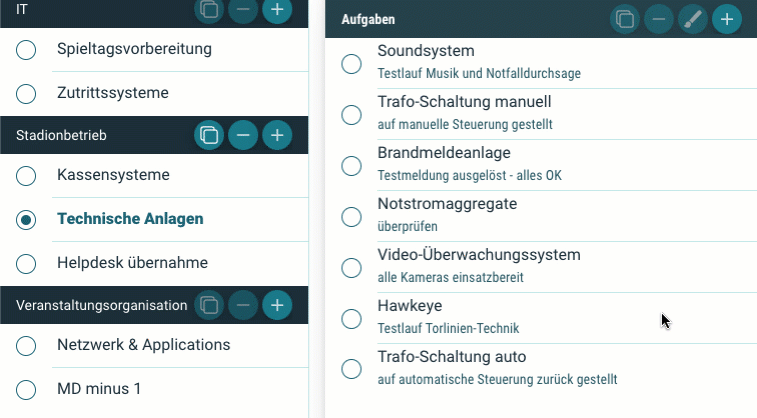 IT
Spieltagsvorbereitung
Zutrittssysteme
Stadionbetrieb
Kassensysteme
Technische Anlagen
Helpdesk übernahme
Veranstaltungsorganisation
Netzwerk & Applications
MD minus 1
Aufgaben
Soundsystem
Testlauf Musik und Notfalldurchsage
Trafo-Schaltung manuell
auf manuelle Steuerung gestellt
Brandmeldeanlage
Testmeldung ausgelöst - alles OK
Notstromaggregate
überprüfen
Video-Überwachungssystem
alle Kameras einsatzbereit
Hawkeye
Testlauf Torlinien-Technik
Trafo-Schaltung auto
auf automatische Steuerung zurück gestellt